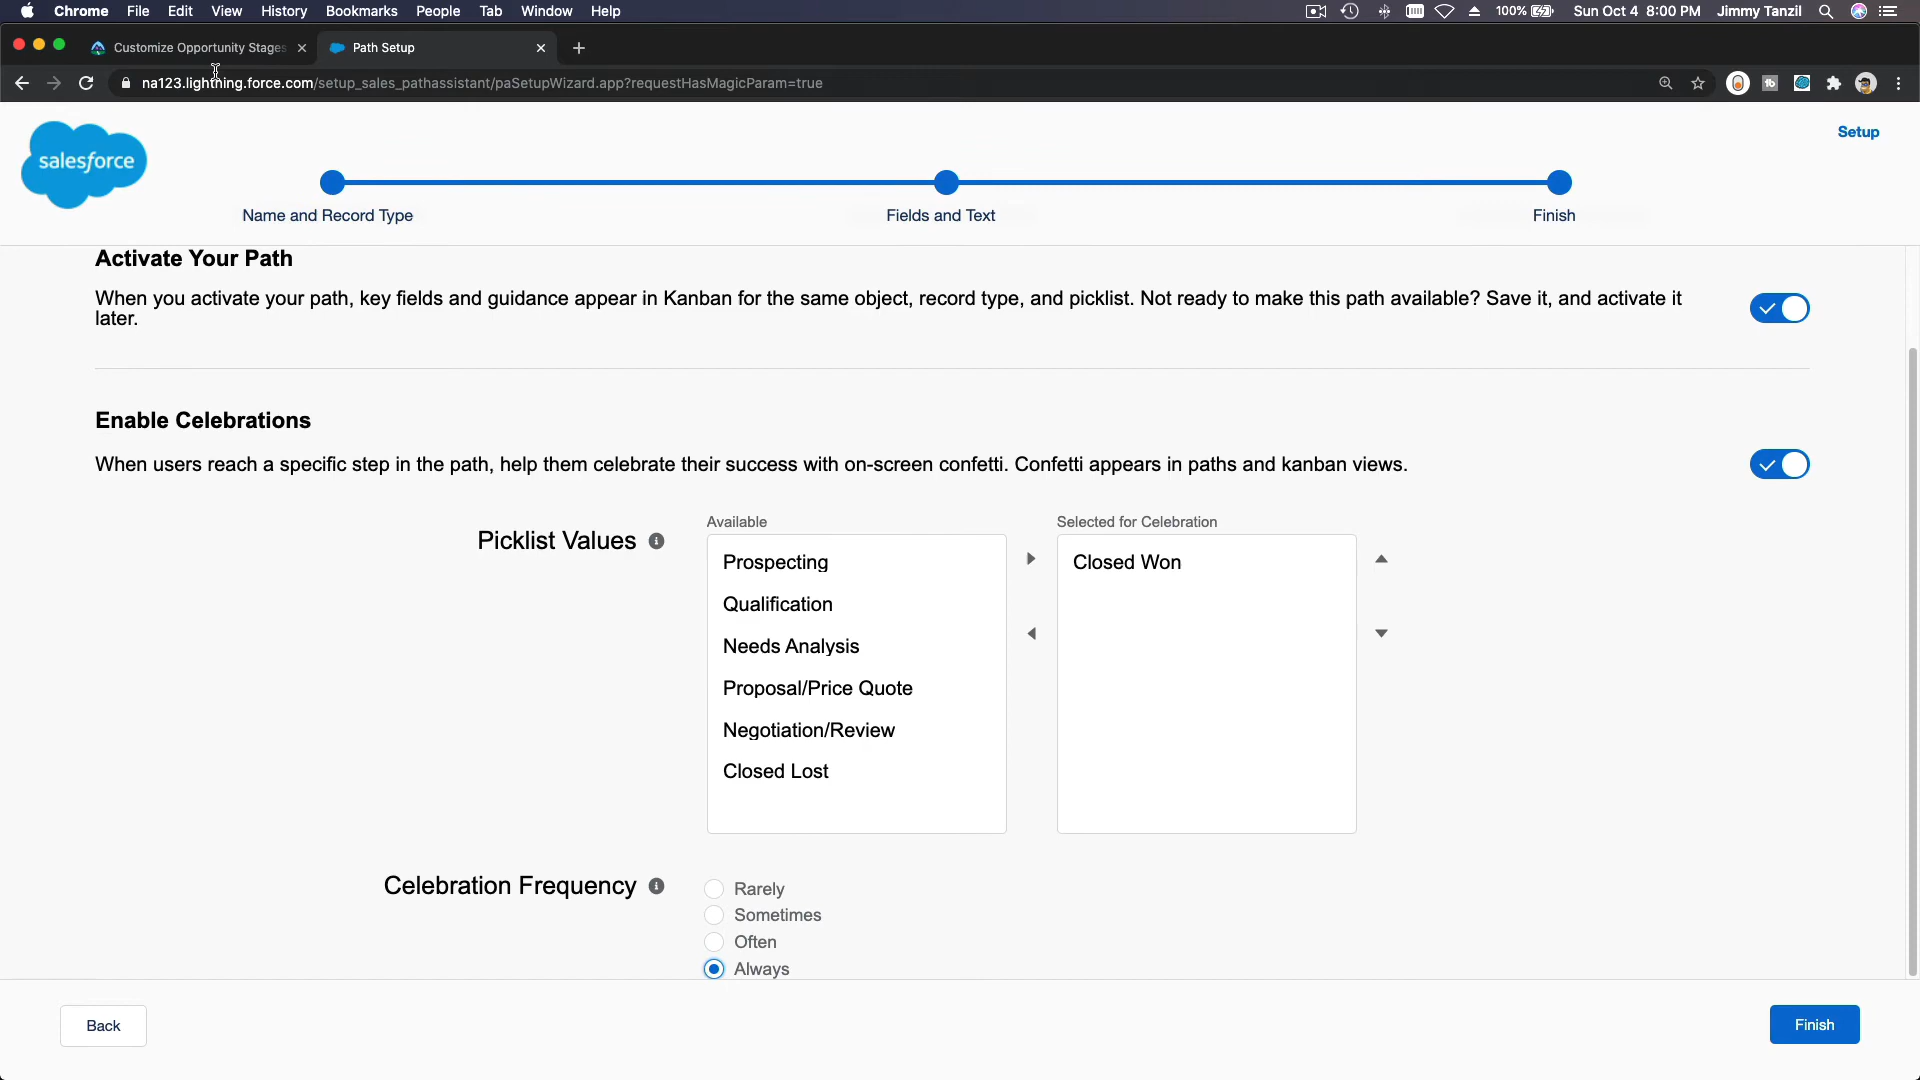 Chrome File Edit View History Bookmarks People Tab Window Help 100% Sun Oct 4 8:00 PM Jimmy Tanzil
Customize Opportunity Stages Path Setup
na123.lightning.force.com/setup_sales_pathassistant/paSetupWizard.app?requestHasMagicParam=true
salesforce
Setup
Name and Record Type Fields and Text Finish
Activate Your Path
When you activate your path, key fields and guidance appear in Kanban for the same object, record type, and picklist. Not ready to make this path available? Save it, and activate it
later.
Enable Celebrations
When users reach a specific step in the path, help them celebrate their success with on-screen confetti. Confetti appears in paths and kanban views.
Available Selected for Celebration
Picklist Values
Prospecting Closed Won
Qualification
Needs Analysis
Proposal/Price Quote
Negotiation/Review
Closed Lost
Celebration Frequency
Rarely
Sometimes
Often
Always
Back Finish